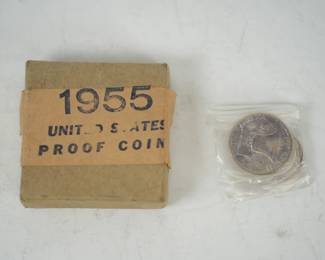 1955
UNIT D S ATES
PROOF COIN